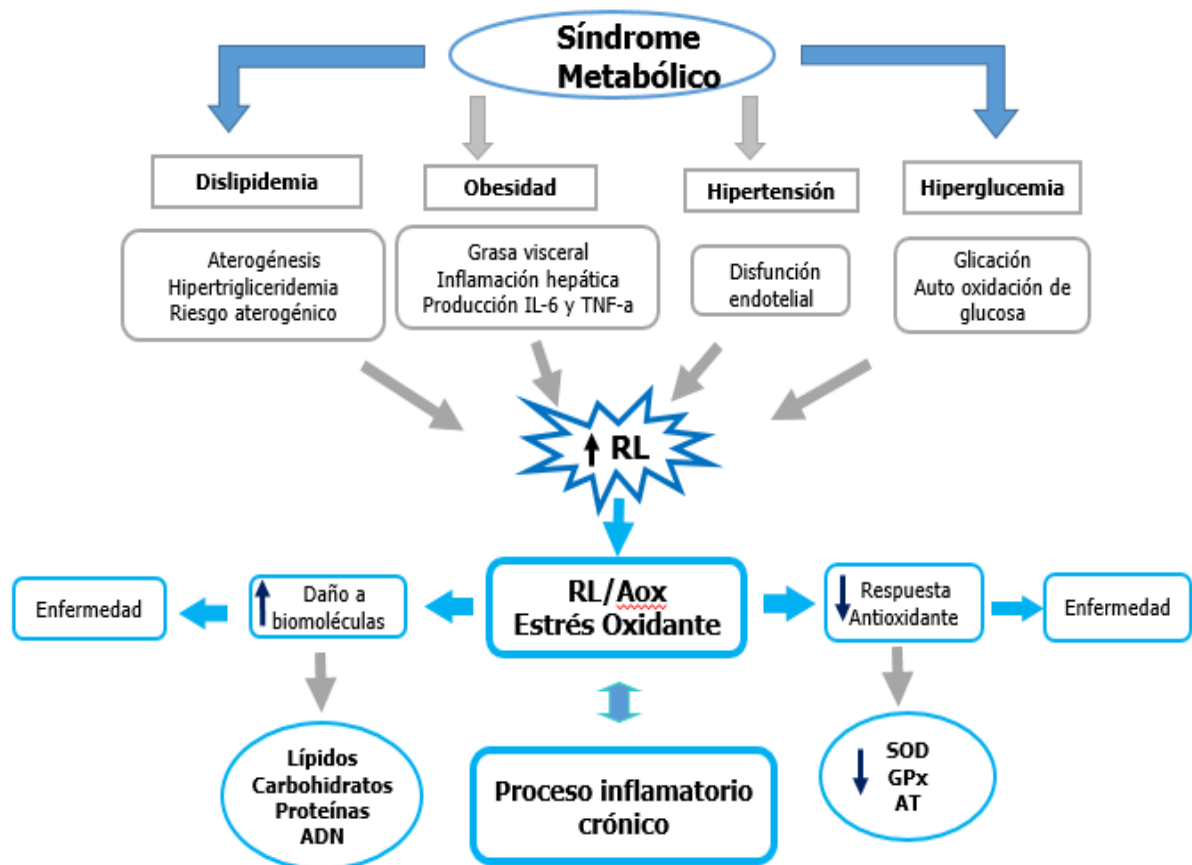 Síndrome
Metabólico
Dislipidemia
Obesidad
Hipertensión
Hiperglucemia
Aterogénesis
Hipertrigliceridemia
Riesgo aterogénico
Grasa visceral
Inflamación hepática
Producción IL-6 y TNF-a
Disfunción
endotelial
Glicación
Auto oxidación de
glucosa
RL
Enfermedad
Daño a
biomoléculas
RL/Aox
Estrés Oxidante
Respuesta
Antioxidante
Enfermedad
Lípidos
Carbohidratos
Proteínas
ADN
Proceso inflamatorio
crónico
SOD
GPx
AT